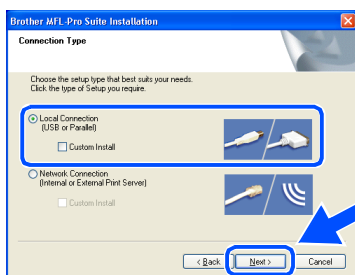 Brother MFL-Pro Suite Installation
Connection Type
Choose the setup type that best suits your needs.
Click the type of Setup you require.
Local Connection
(USB or Parallel)
Custom Install
Network Connection
(Internal or External Print Server)
Custom Install
< Back
Next >
Cancel